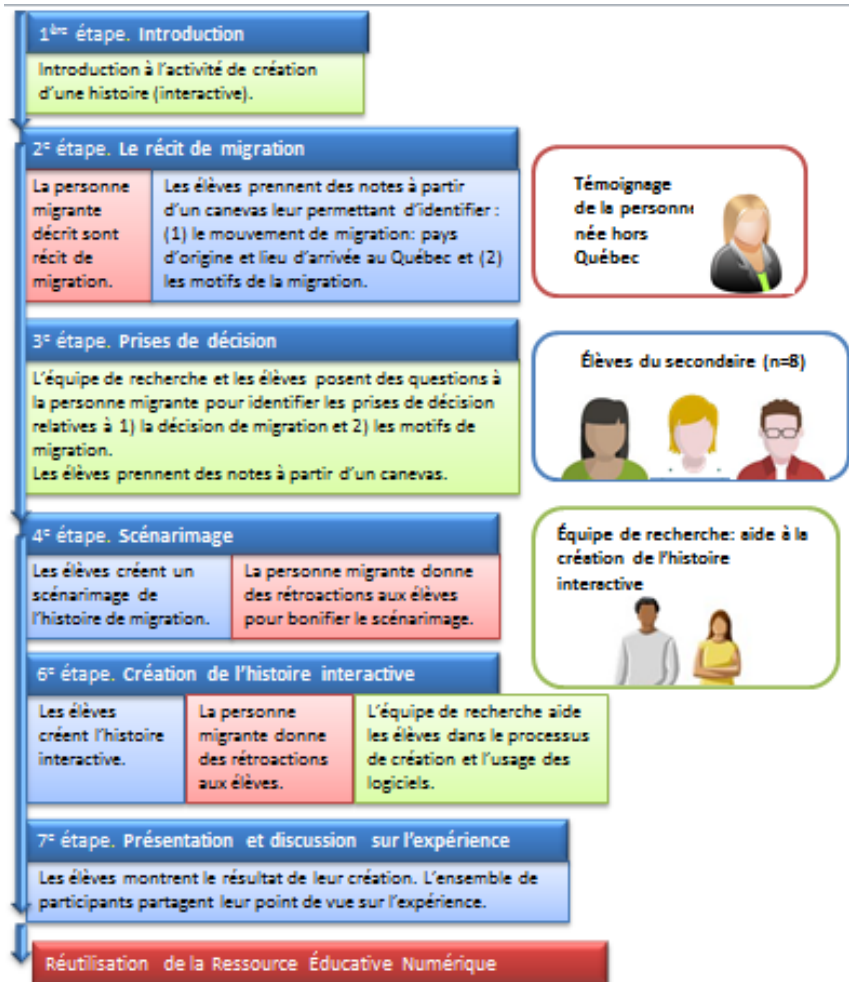 1ère étape. Introduction
Introduction à l'activité de création
d'une histoire (interactive).
2e étape. Le récit de migration
La personne
migrante
décrit sont
récit de
migration.
Les élèves prennent des notes à partir
d'un canevas leur permettant d'identifier :
(1) le mouvement de migration: pays
d'origine et lieu d'arrivée au Québec et (2)
les motifs de la migration.
Témoignage
de la personne
née hors
Québec
3e étape. Prises de décision
L'équipe de recherche et les élèves posent des questions à
la personne migrante pour identifier les prises de décision
relatives à 1) la décision de migration et 2) les motifs de
migration.
Les élèves prennent des notes à partir d'un canevas.
Élèves du secondaire (n=8)
4e étape. Scénarimage
Les élèves créent un
scénarimage de
l'histoire de migration.
La personne migrante donne
des rétroactions aux élèves
pour bonifier le scénarimage.
Équipe de recherche: aide à la
création de l'histoire
interactive
6e étape. Création de l'histoire interactive
Les élèves
créent l'histoire
interactive.
La personne
migrante donne
des rétroactions
aux élèves.
L'équipe de recherche aide
les élèves dans le processus
de création et l'usage des
logiciels.
7e étape. Présentation et discussion sur l'expérience
Les élèves montrent le résultat de leur création. L'ensemble de
participants partagent leur point de vue sur l'expérience.
Réutilisation de la Ressource Éducative Numérique